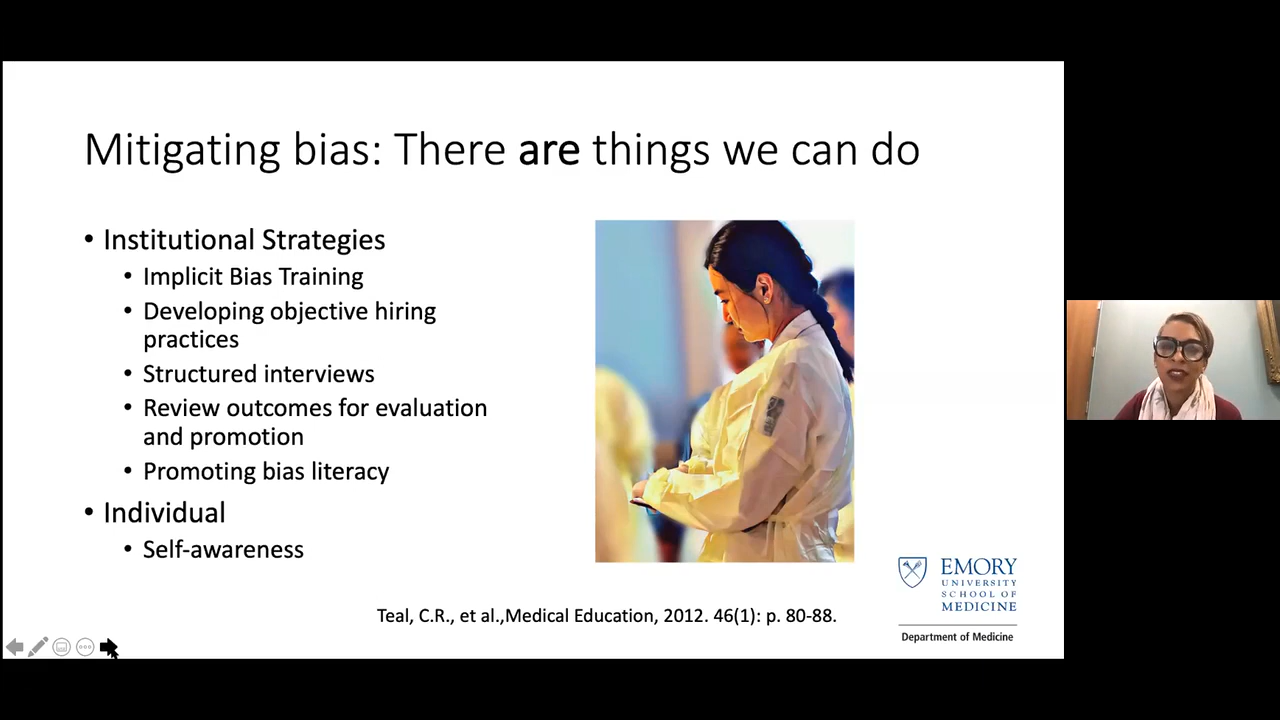 Mitigating bias: There are things we can do
• Institutional Strategies
• Implicit Bias Training
• Developing objective hiring
practices
• Structured interviews
• Review outcomes for evaluation
and promotion
• Promoting bias literacy
• Individual
• Self-awareness
Teal, C.R., et al.,Medical Education, 2012. 46(1): p. 80-88.
EMORY
UNIVERSITY
SCHOOL OF
MEDICINE
Department of Medicine